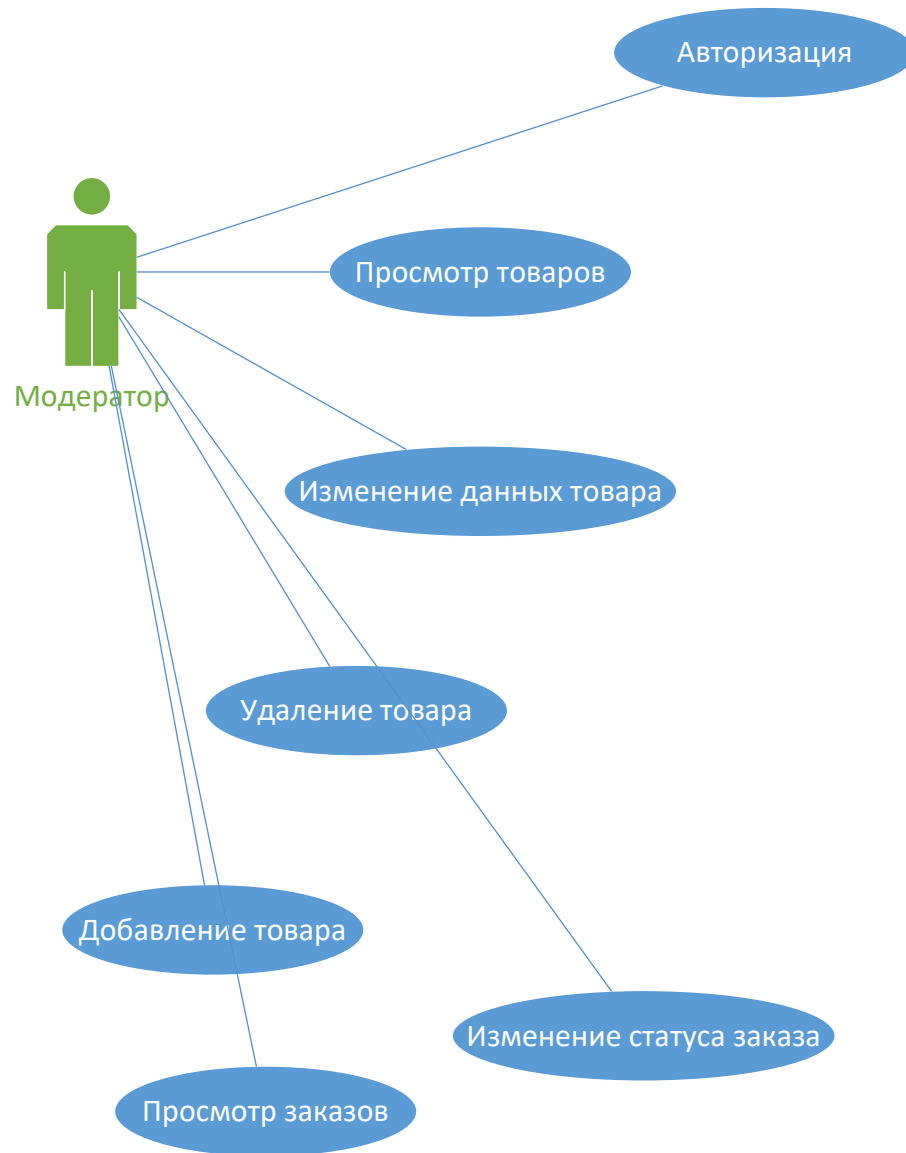 Авторизация
Просмотр товаров
Модератор
Изменение данных товара
Удаление товара
Добавление товара
Изменение статуса заказа
Просмотр заказов